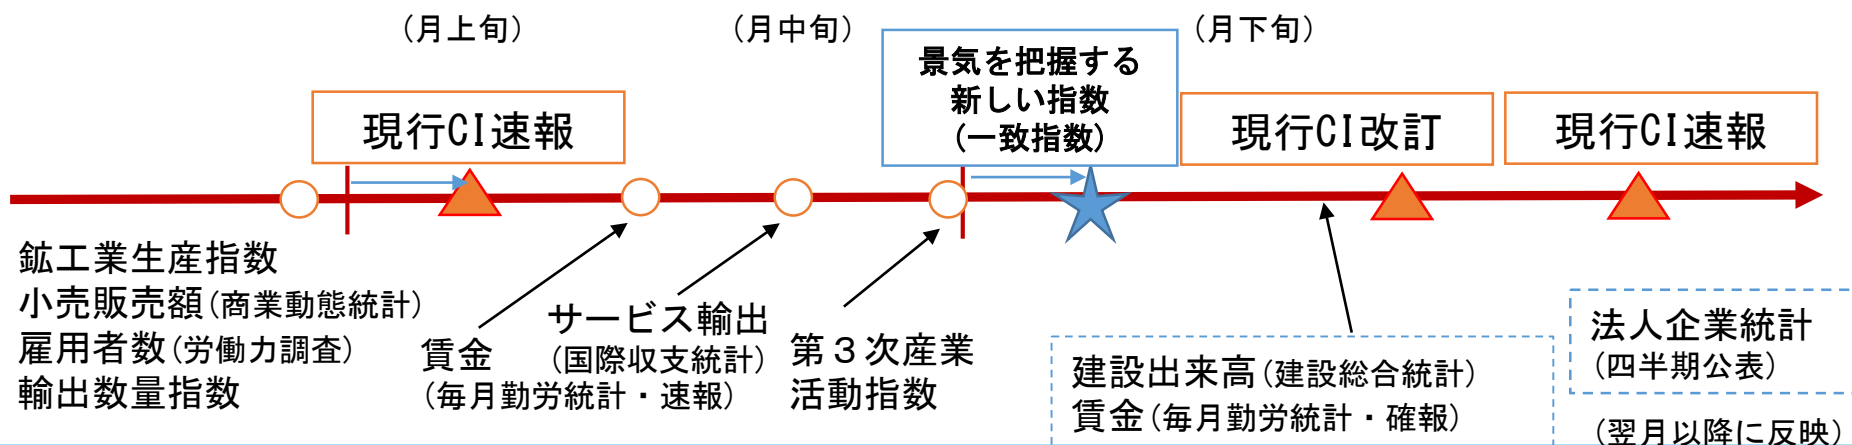 (月上旬)
(月中旬)
(月下旬)
景気を把握する
新しい指数
(一致指数)
現行CI速報
現行CI改訂
現行CI速報
鉱工業生産指数
小売販売額(商業動態統計)
雇用者数(労働力調査)
輸出数量指数
賃金
(毎月勤労統計・速報)
サービス輸出
(国際収支統計)
第3次産業
活動指数
建設出来高(建設総合統計)
賃金(毎月勤労統計・確報)
法人企業統計
(四半期公表)
(翌月以降に反映)